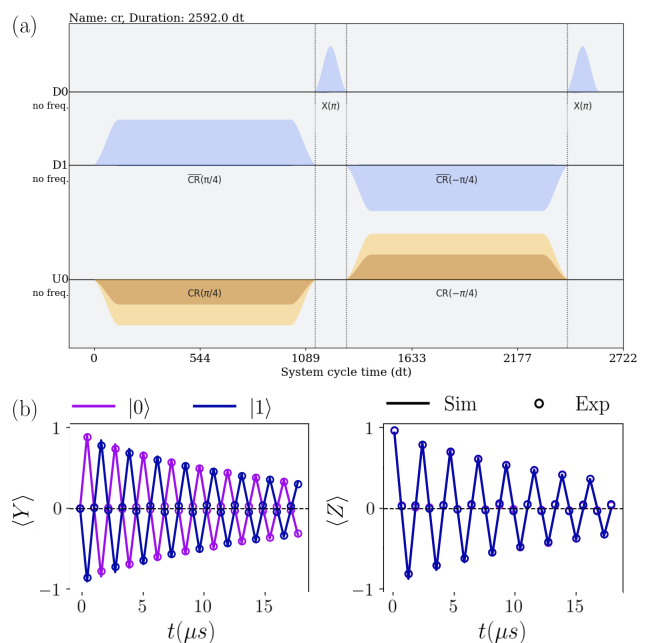 (a)
Name: cr, Duration: 2592.0 dt
D0
no freq.
X(π)
X(π)
D1
no freq.
C̅R̅(π/4)
C̅R̅(−π/4)
U0
no freq.
CR(π/4)
CR(−π/4)
0 544 1089 1633 2177 2722
System cycle time (dt)
(b)
|0⟩ |1⟩
Sim Exp
1
0
−1
⟨Y⟩
0 5 10 15
t(μs)
1
0
−1
⟨Z⟩
0 5 10 15
t(μs)